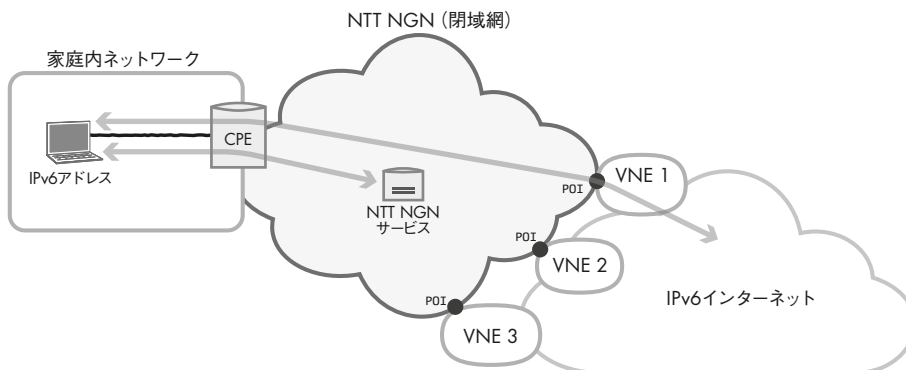 NTT NGN（閉域網）
家庭内ネットワーク
CPE
IPv6アドレス
NTT NGN
サービス
POI
VNE 1
POI
VNE 2
IPv6インターネット
POI
VNE 3